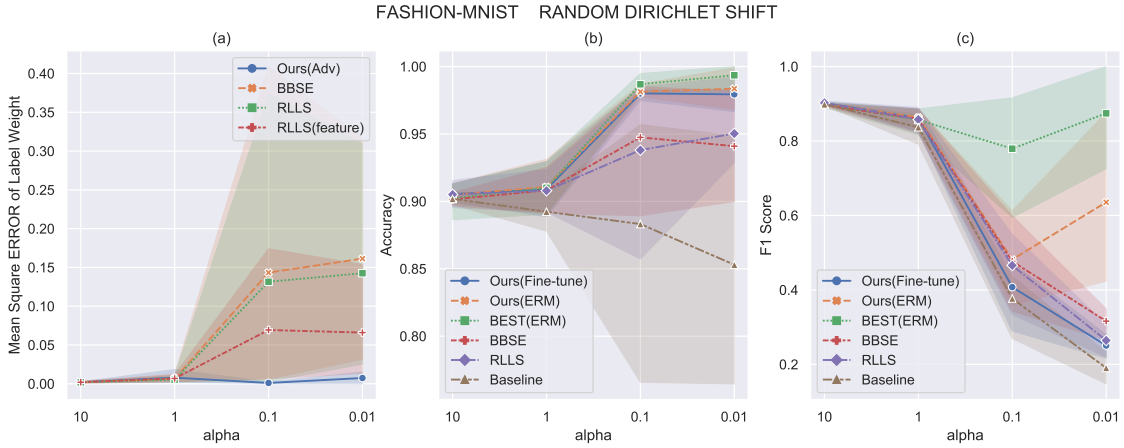 FASHION-MNIST RANDOM DIRICHLET SHIFT
(a)
Mean Square ERROR of Label Weight
0.40
0.35
0.30
0.25
0.20
0.15
0.10
0.05
0.00
Ours(Adv)
BBSE
RLLS
RLLS(feature)
10 1 0.1 0.01
alpha
(b)
Accuracy
1.00
0.95
0.90
0.85
0.80
Ours(Fine-tune)
Ours(ERM)
BEST(ERM)
BBSE
RLLS
Baseline
10 1 0.1 0.01
alpha
(c)
F1 Score
1.0
0.8
0.6
0.4
0.2
Ours(Fine-tune)
Ours(ERM)
BEST(ERM)
BBSE
RLLS
Baseline
10 1 0.1 0.01
alpha